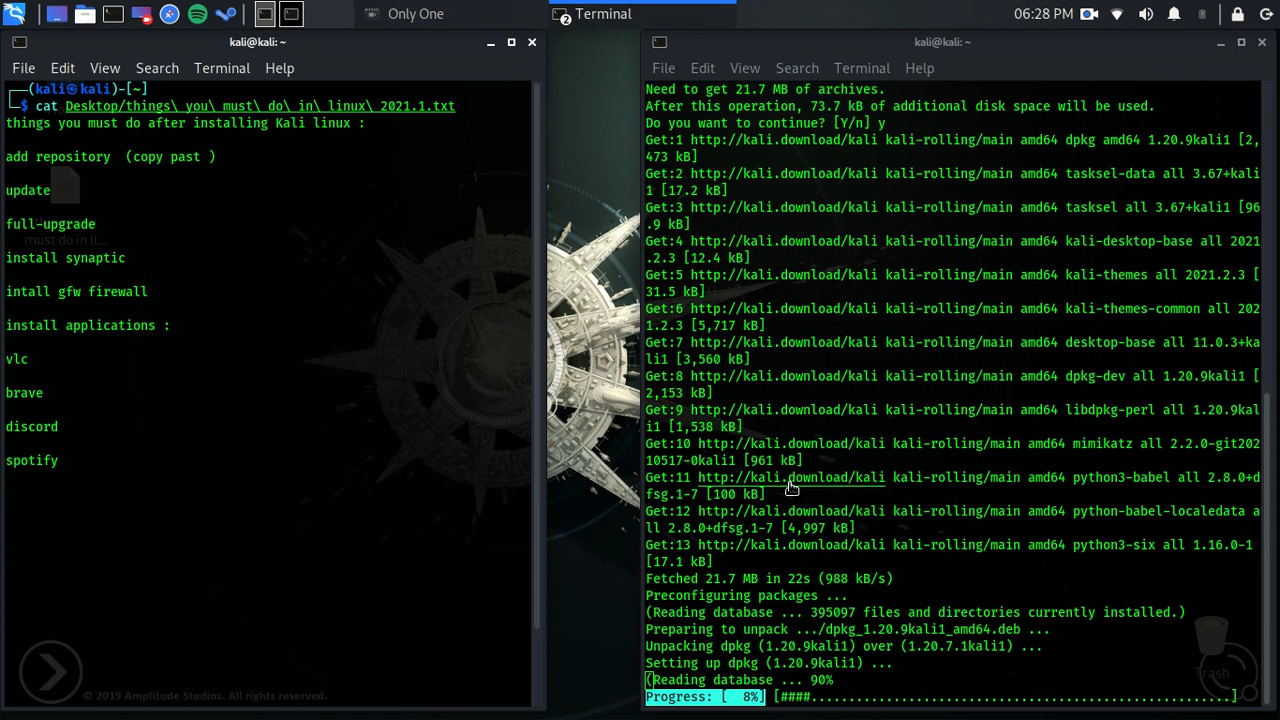 Only One
2
Terminal
06:28 PM
kali@kali: ~
File Edit View Search Terminal Help
┌──(kali㉿kali)-[~]
└─$ cat Desktop/things\ you\ must\ do\ in\ linux\ 2021.1.txt
things you must do after installing Kali linux :
add repository  (copy past )
update
full-upgrade
must do in li...
install synaptic
intall gfw firewall
install applications :
vlc
brave
discord
spotify
© 2019 Amplitude Studios. All rights reserved.
kali@kali: ~
File Edit View Search Terminal Help
Need to get 21.7 MB of archives.
After this operation, 73.7 kB of additional disk space will be used.
Do you want to continue? [Y/n] y
Get:1 http://kali.download/kali kali-rolling/main amd64 dpkg amd64 1.20.9kali1 [2,
473 kB]
Get:2 http://kali.download/kali kali-rolling/main amd64 tasksel-data all 3.67+kali
1 [17.2 kB]
Get:3 http://kali.download/kali kali-rolling/main amd64 tasksel all 3.67+kali1 [96
.9 kB]
Get:4 http://kali.download/kali kali-rolling/main amd64 kali-desktop-base all 2021
.2.3 [12.4 kB]
Get:5 http://kali.download/kali kali-rolling/main amd64 kali-themes all 2021.2.3 [
31.5 kB]
Get:6 http://kali.download/kali kali-rolling/main amd64 kali-themes-common all 202
1.2.3 [5,717 kB]
Get:7 http://kali.download/kali kali-rolling/main amd64 desktop-base all 11.0.3+ka
li1 [3,560 kB]
Get:8 http://kali.download/kali kali-rolling/main amd64 dpkg-dev all 1.20.9kali1 [
2,153 kB]
Get:9 http://kali.download/kali kali-rolling/main amd64 libdpkg-perl all 1.20.9kal
i1 [1,538 kB]
Get:10 http://kali.download/kali kali-rolling/main amd64 mimikatz all 2.2.0-git202
10517-0kali1 [961 kB]
Get:11 http://kali.download/kali kali-rolling/main amd64 python3-babel all 2.8.0+d
fsg.1-7 [100 kB]
Get:12 http://kali.download/kali kali-rolling/main amd64 python-babel-localedata a
ll 2.8.0+dfsg.1-7 [4,997 kB]
Get:13 http://kali.download/kali kali-rolling/main amd64 python3-six all 1.16.0-1
[17.1 kB]
Fetched 21.7 MB in 22s (988 kB/s)
Preconfiguring packages ...
(Reading database ... 395097 files and directories currently installed.)
Preparing to unpack .../dpkg_1.20.9kali1_amd64.deb ...
Unpacking dpkg (1.20.9kali1) over (1.20.7.1kali1) ...
Setting up dpkg (1.20.9kali1) ...
(Reading database ... 90%
Progress: [  8%] [####..........................................................]
Trash